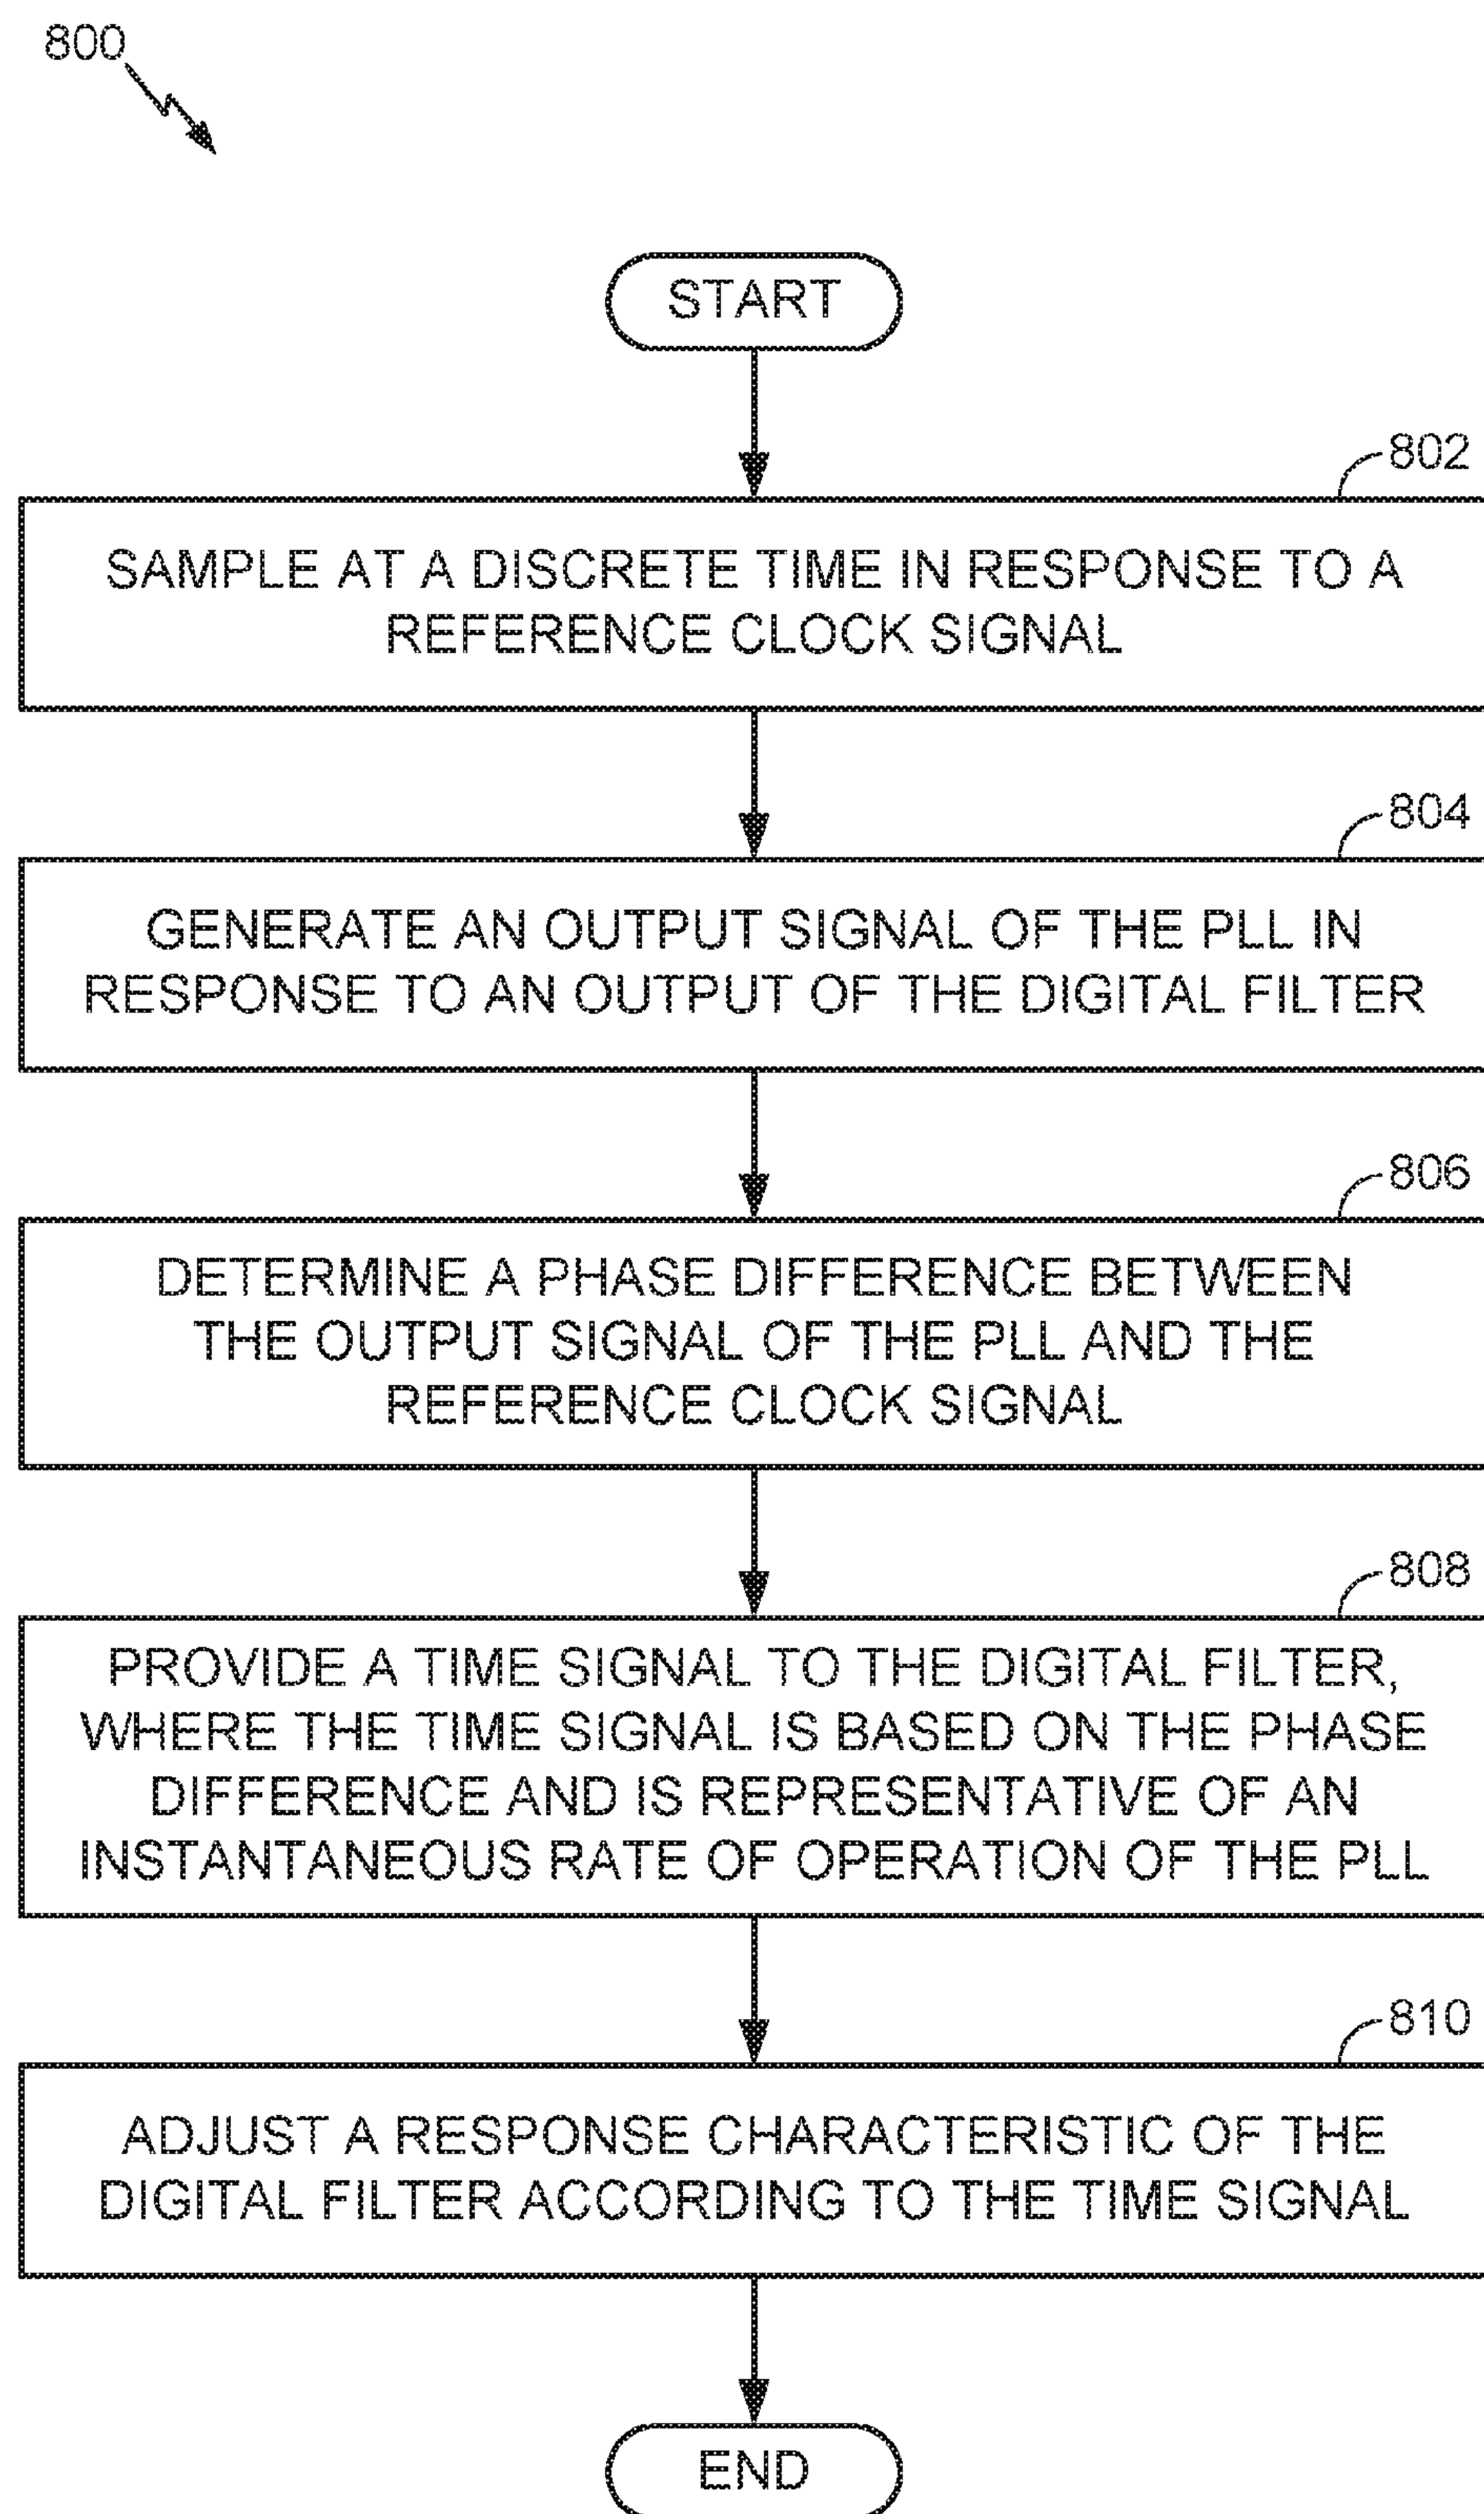 800
START
802
SAMPLE AT A DISCRETE TIME IN RESPONSE TO A
REFERENCE CLOCK SIGNAL
804
GENERATE AN OUTPUT SIGNAL OF THE PLL IN
RESPONSE TO AN OUTPUT OF THE DIGITAL FILTER
806
DETERMINE A PHASE DIFFERENCE BETWEEN
THE OUTPUT SIGNAL OF THE PLL AND THE
REFERENCE CLOCK SIGNAL
808
PROVIDE A TIME SIGNAL TO THE DIGITAL FILTER,
WHERE THE TIME SIGNAL IS BASED ON THE PHASE
DIFFERENCE AND IS REPRESENTATIVE OF AN
INSTANTANEOUS RATE OF OPERATION OF THE PLL
810
ADJUST A RESPONSE CHARACTERISTIC OF THE
DIGITAL FILTER ACCORDING TO THE TIME SIGNAL
END